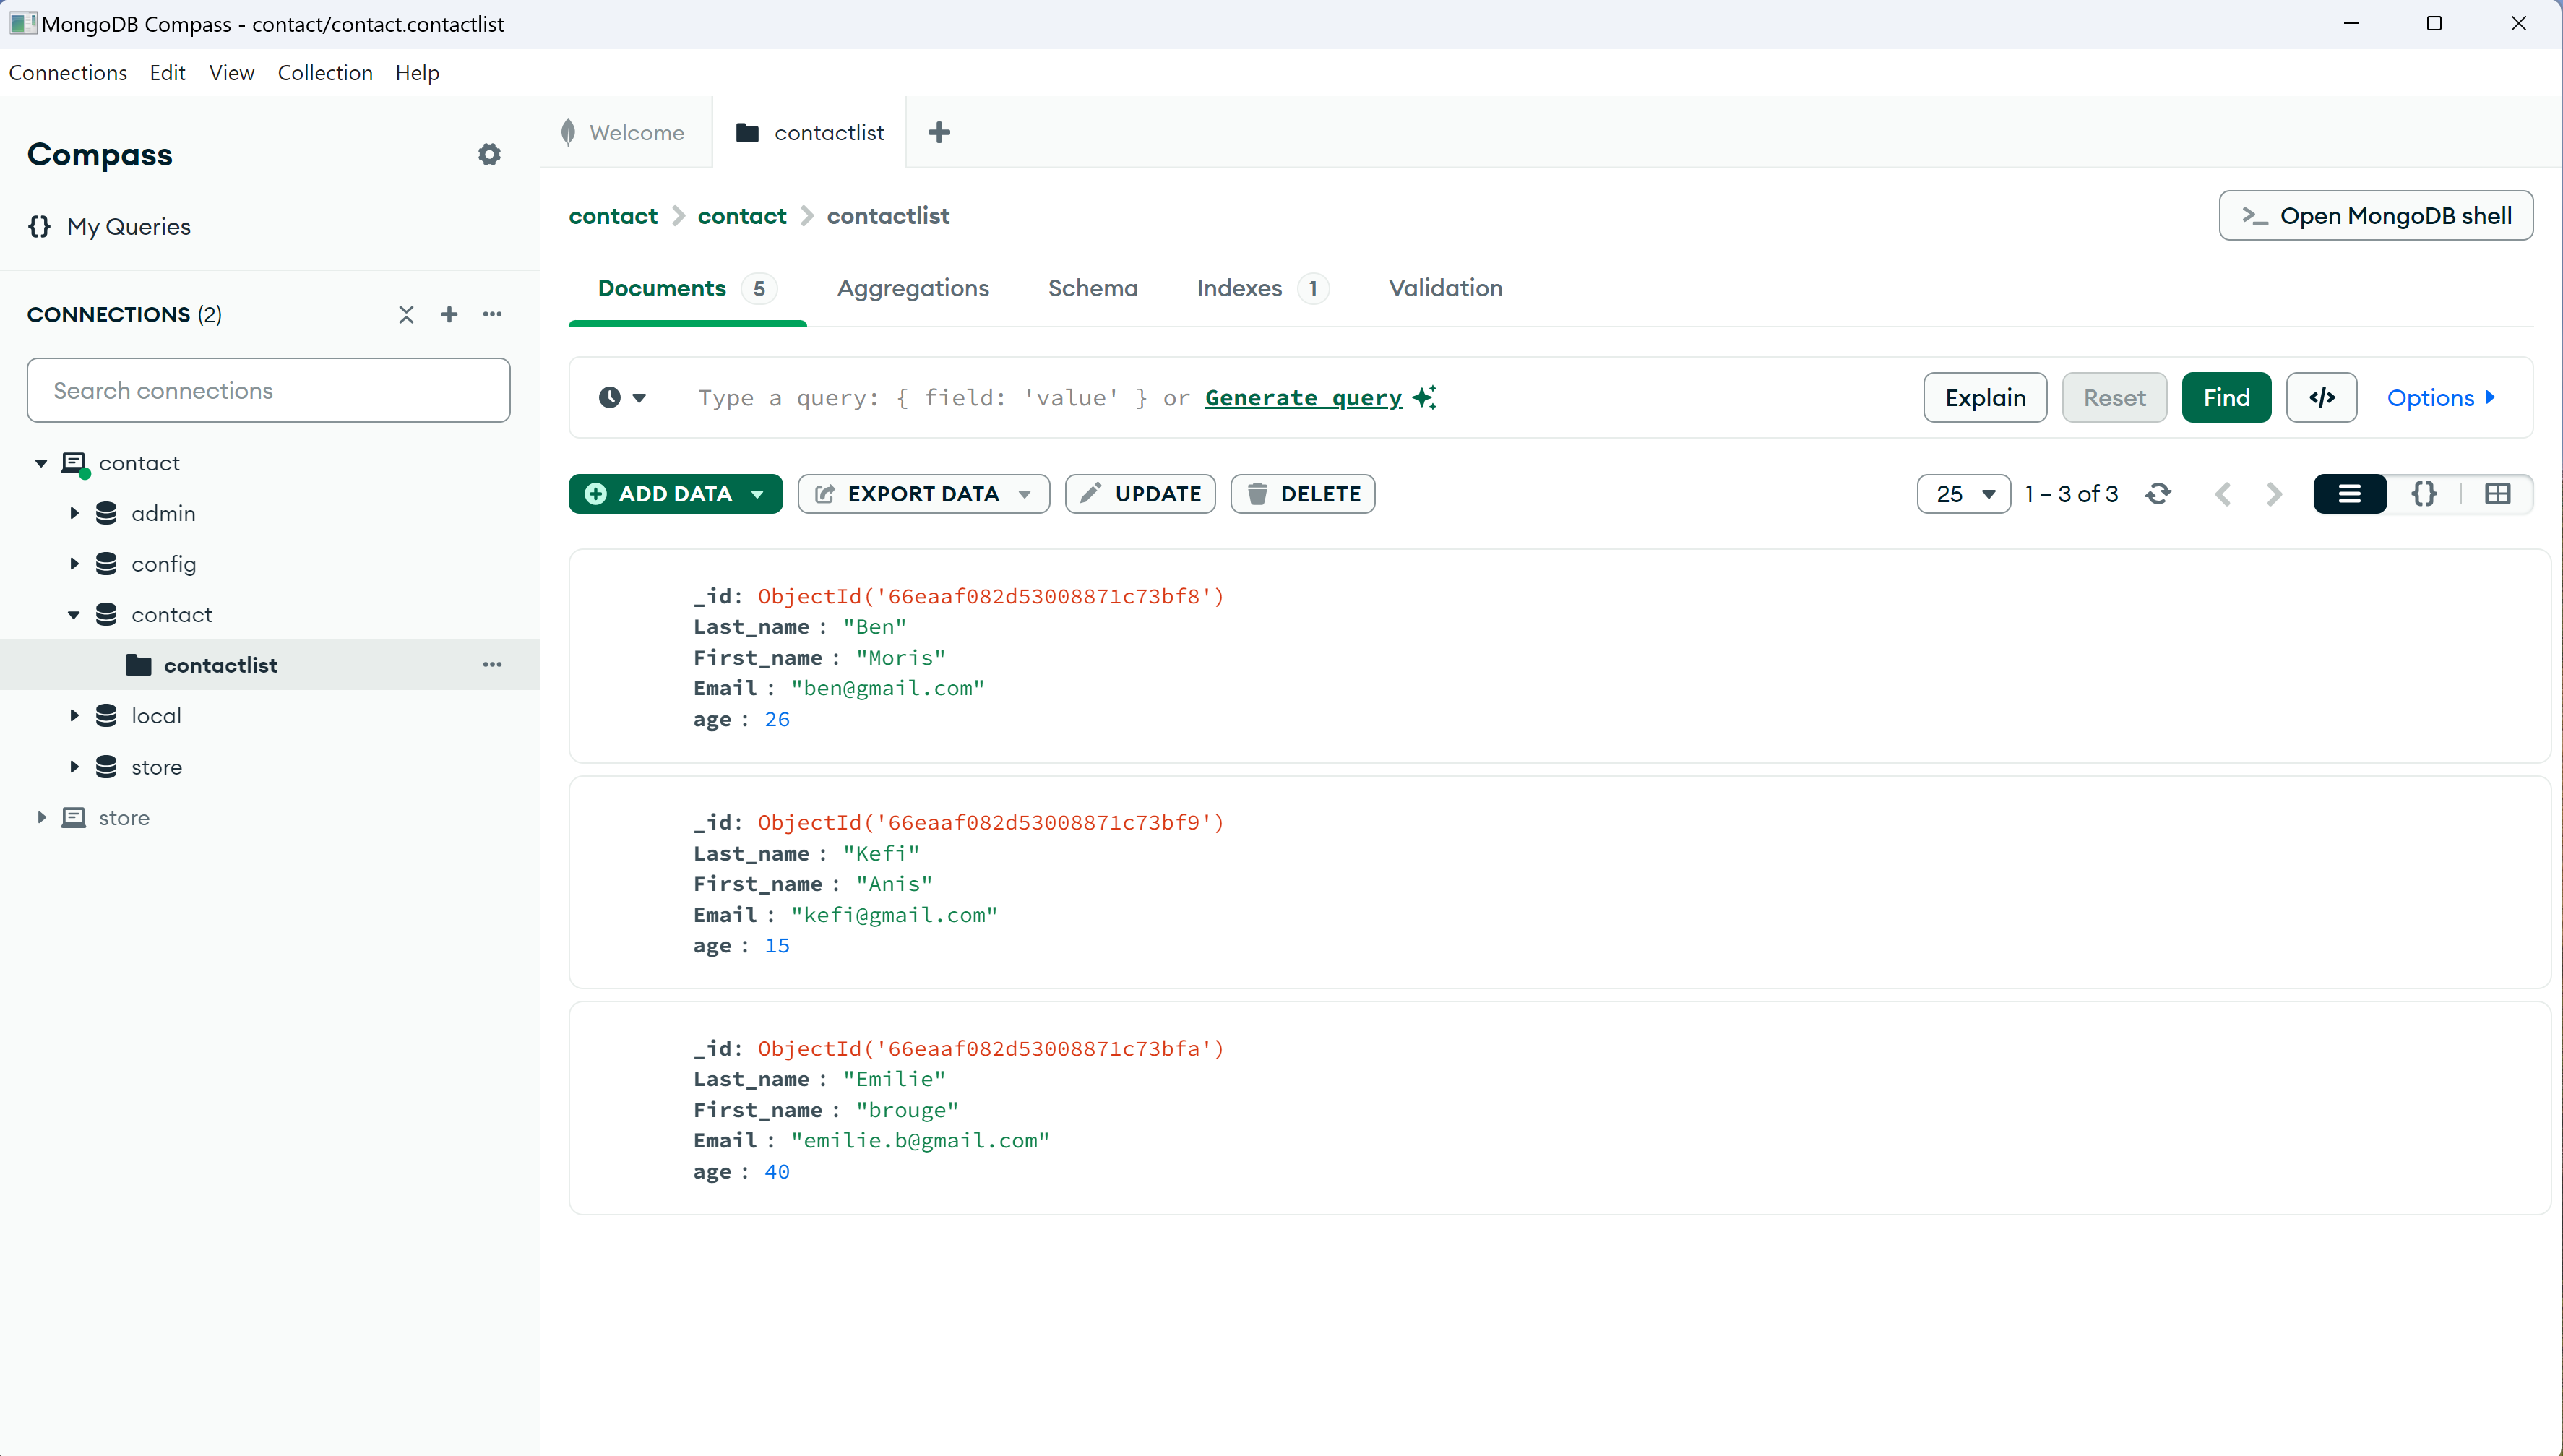 MongoDB Compass - contact/contact.contactlist
Connections Edit View Collection Help
Compass
{} My Queries
CONNECTIONS (2)
Search connections
contact
admin
config
contact
contactlist
local
store
store
Welcome
contactlist
contact > contact > contactlist
>_ Open MongoDB shell
Documents 5 Aggregations Schema Indexes 1 Validation
Type a query: { field: 'value' } or Generate query
Explain Reset Find </> Options
ADD DATA EXPORT DATA UPDATE DELETE
25 1 – 3 of 3 {}
_id: ObjectId('66eaaf082d53008871c73bf8')
Last_name : "Ben"
First_name : "Moris"
Email : "ben@gmail.com"
age : 26
_id: ObjectId('66eaaf082d53008871c73bf9')
Last_name : "Kefi"
First_name : "Anis"
Email : "kefi@gmail.com"
age : 15
_id: ObjectId('66eaaf082d53008871c73bfa')
Last_name : "Emilie"
First_name : "brouge"
Email : "emilie.b@gmail.com"
age : 40